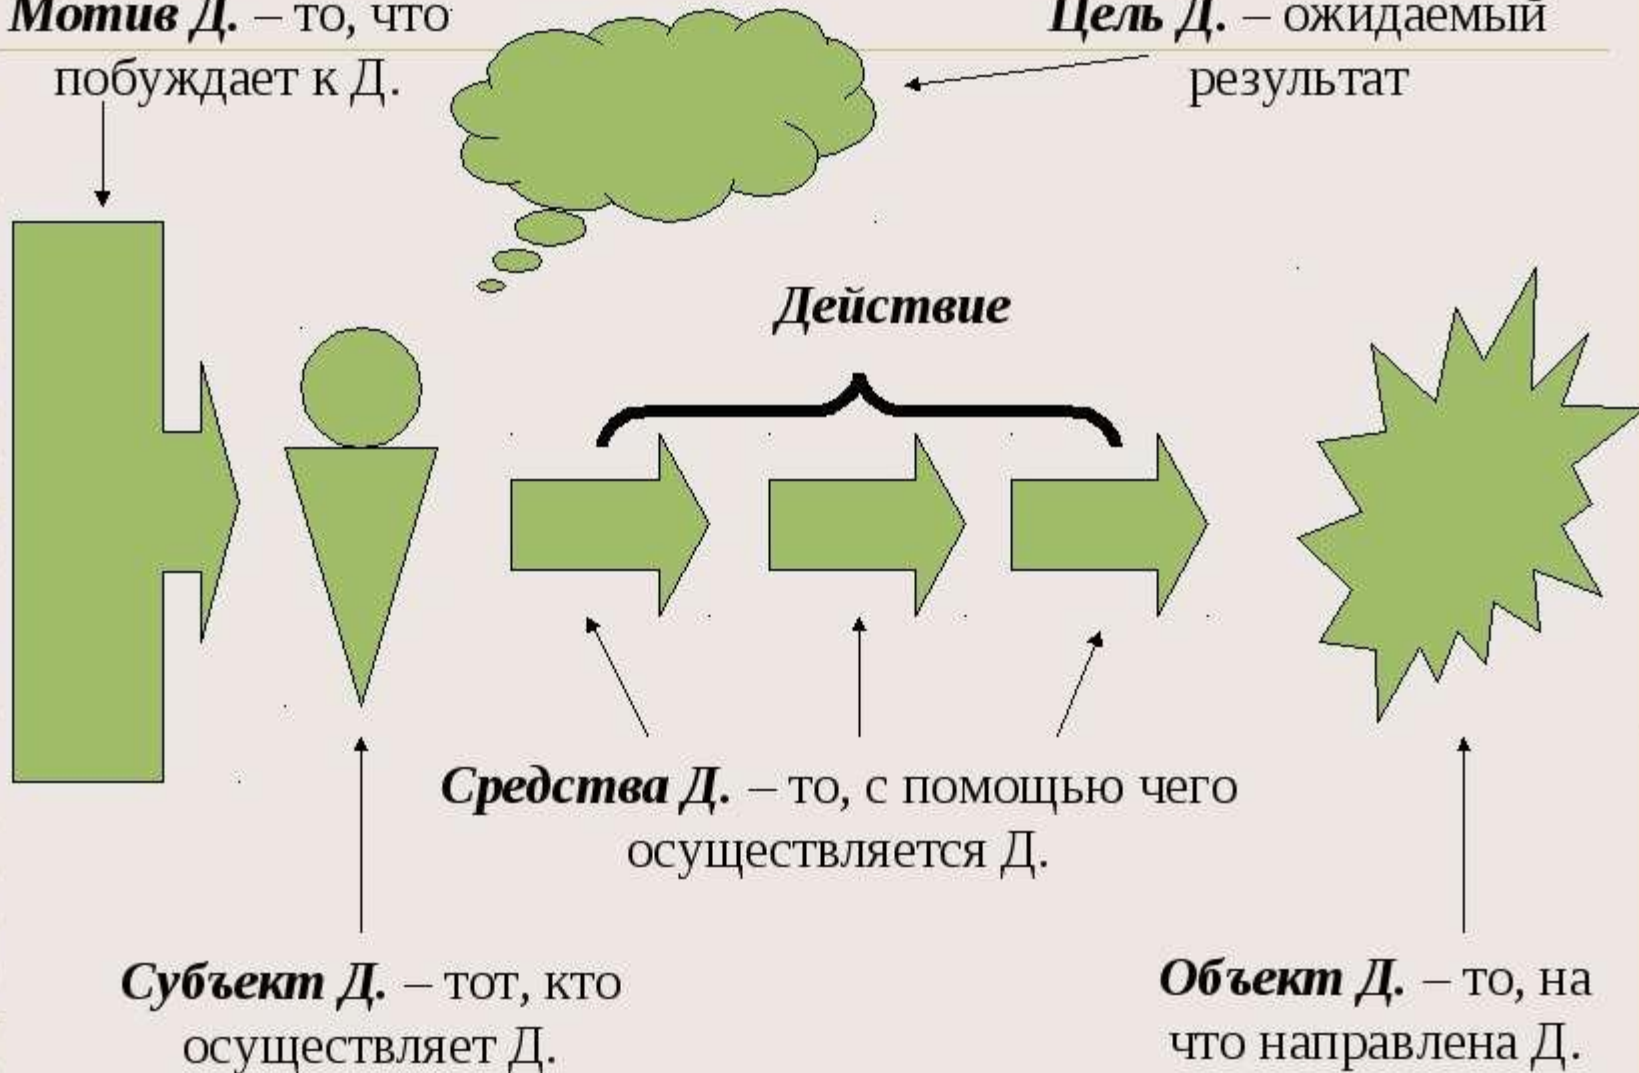 Мотив Д. – то, что
побуждает к Д.
Цель Д. – ожидаемый
результат
Действие
Средства Д. – то, с помощью чего
осуществляется Д.
Субъект Д. – тот, кто
осуществляет Д.
Объект Д. – то, на
что направлена Д.